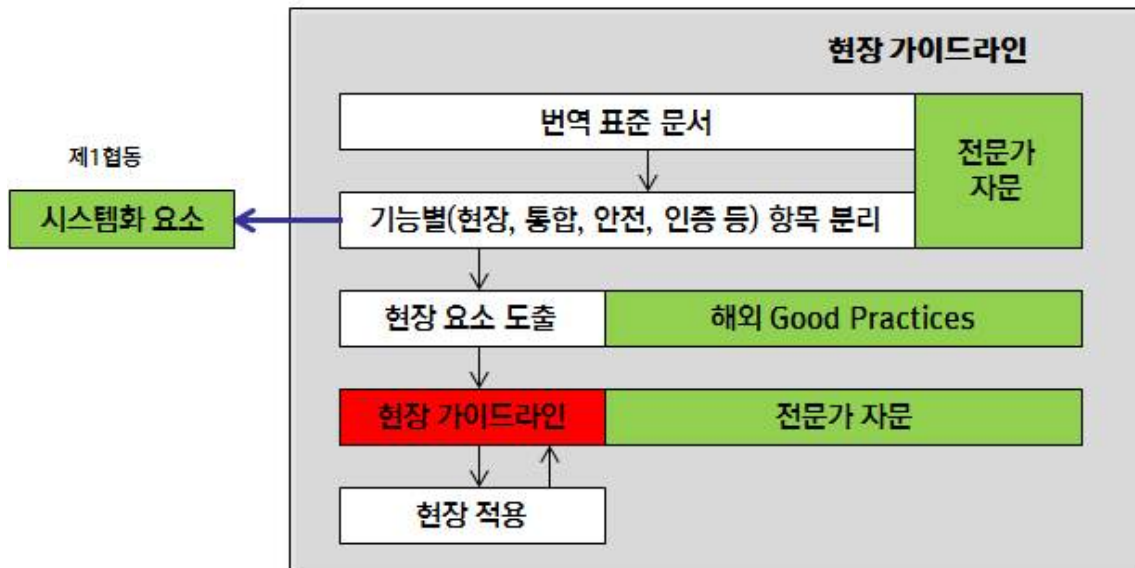 현장 가이드라인
번역 표준 문서
전문가
자문
제1협동
시스템화 요소
기능별(현장, 통합, 안전, 인증 등) 항목 분리
현장 요소 도출
해외 Good Practices
현장 가이드라인
전문가 자문
현장 적용